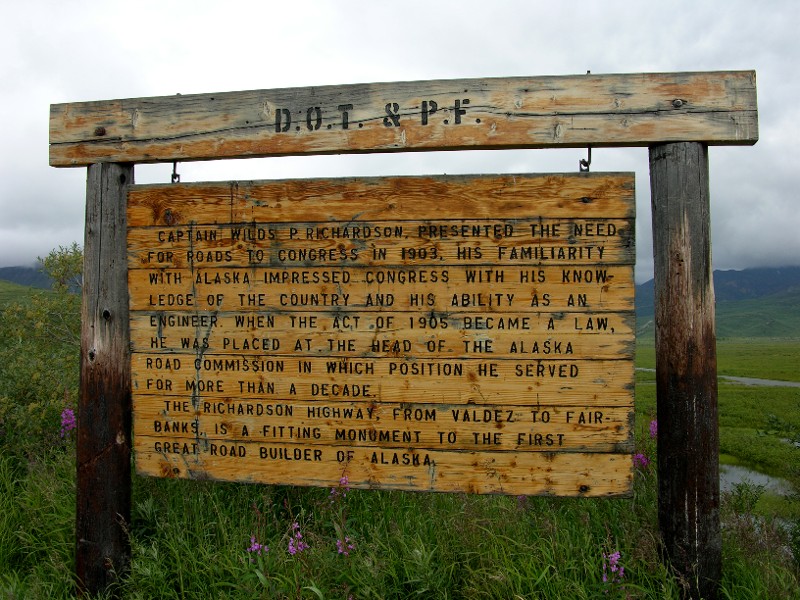 D.O.T. & P.F.
CAPTAIN WILDS P. RICHARDSON, PRESENTED THE NEED
FOR ROADS TO CONGRESS IN 1903. HIS FAMILIARITY
WITH ALASKA IMPRESSED CONGRESS WITH HIS KNOW-
LEDGE OF THE COUNTRY AND HIS ABILITY AS AN
ENGINEER. WHEN THE ACT OF 1905 BECAME A LAW,
HE WAS PLACED AT THE HEAD OF THE ALASKA
ROAD COMMISSION IN WHICH POSITION HE SERVED
FOR MORE THAN A DECADE.
THE RICHARDSON HIGHWAY, FROM VALDEZ TO FAIR-
BANKS, IS A FITTING MONUMENT TO THE FIRST
GREAT ROAD BUILDER OF ALASKA.